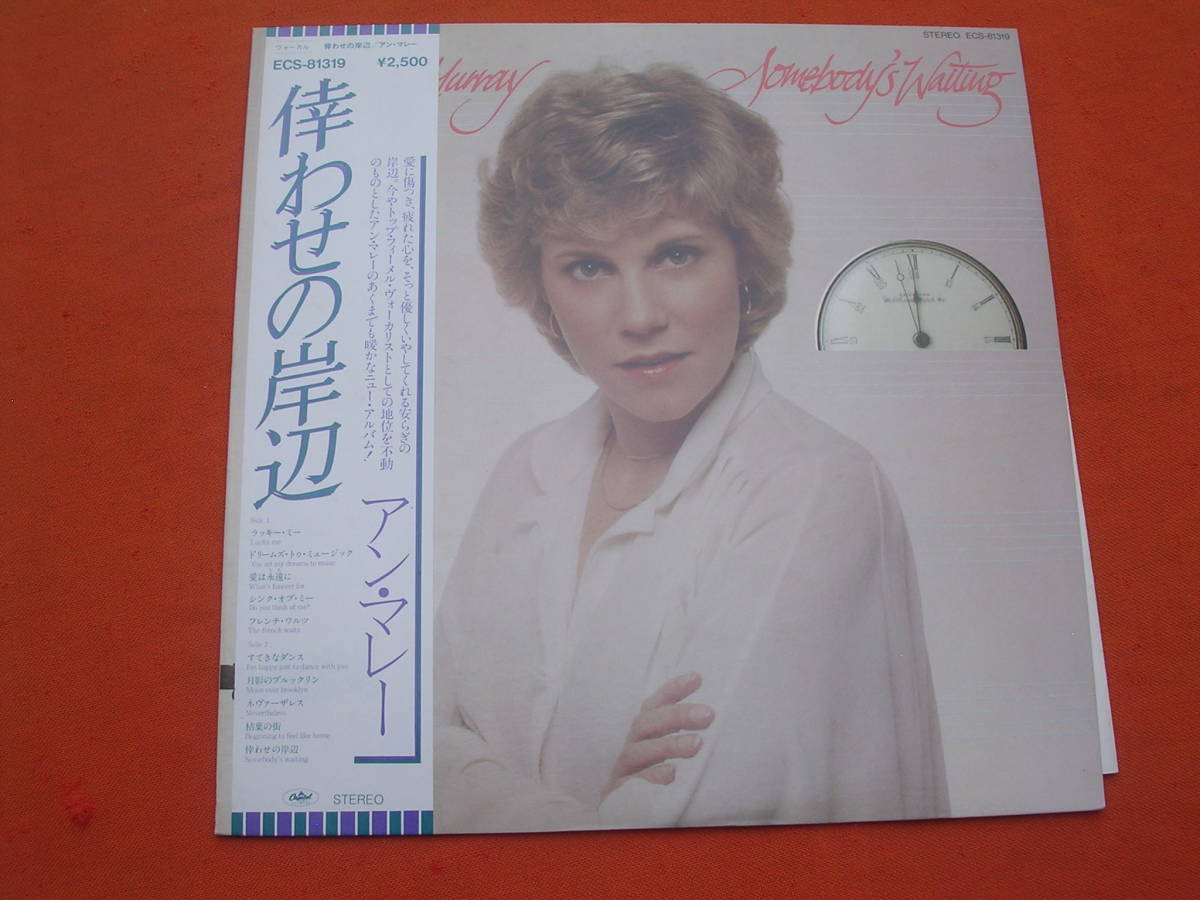 STEREO ECS-81319
Murray
Somebody's Waiting
ヴォーカル 倖わせの岸辺/アン・マレー
ECS-81319 ¥2,500
倖わせの岸辺
愛に傷つき、疲れた心を、そっと優しくいやしてくれる安らぎの
岸辺。今やトップ・フィーメル・ヴォーカリストとしての地位を不動
のものとしたアン・マレーのあくまでも暖かなニュー・アルバム!
アン・マレー
Side 1
ラッキー・ミー
Lucky me
ドリームズ・トゥ・ミュージック
You set my dreams to music
愛は永遠に
What's forever for
シンク・オブ・ミー
Do you think of me?
フレンチ・ワルツ
The french waltz
Side 2
すてきなダンス
I'm happy just to dance with you
月影のブルックリン
Moon over brooklyn
ネヴァーザレス
Nevertheless
枯葉の街
Beginning to feel like home
倖わせの岸辺
Somebody's waiting
Capitol
STEREO